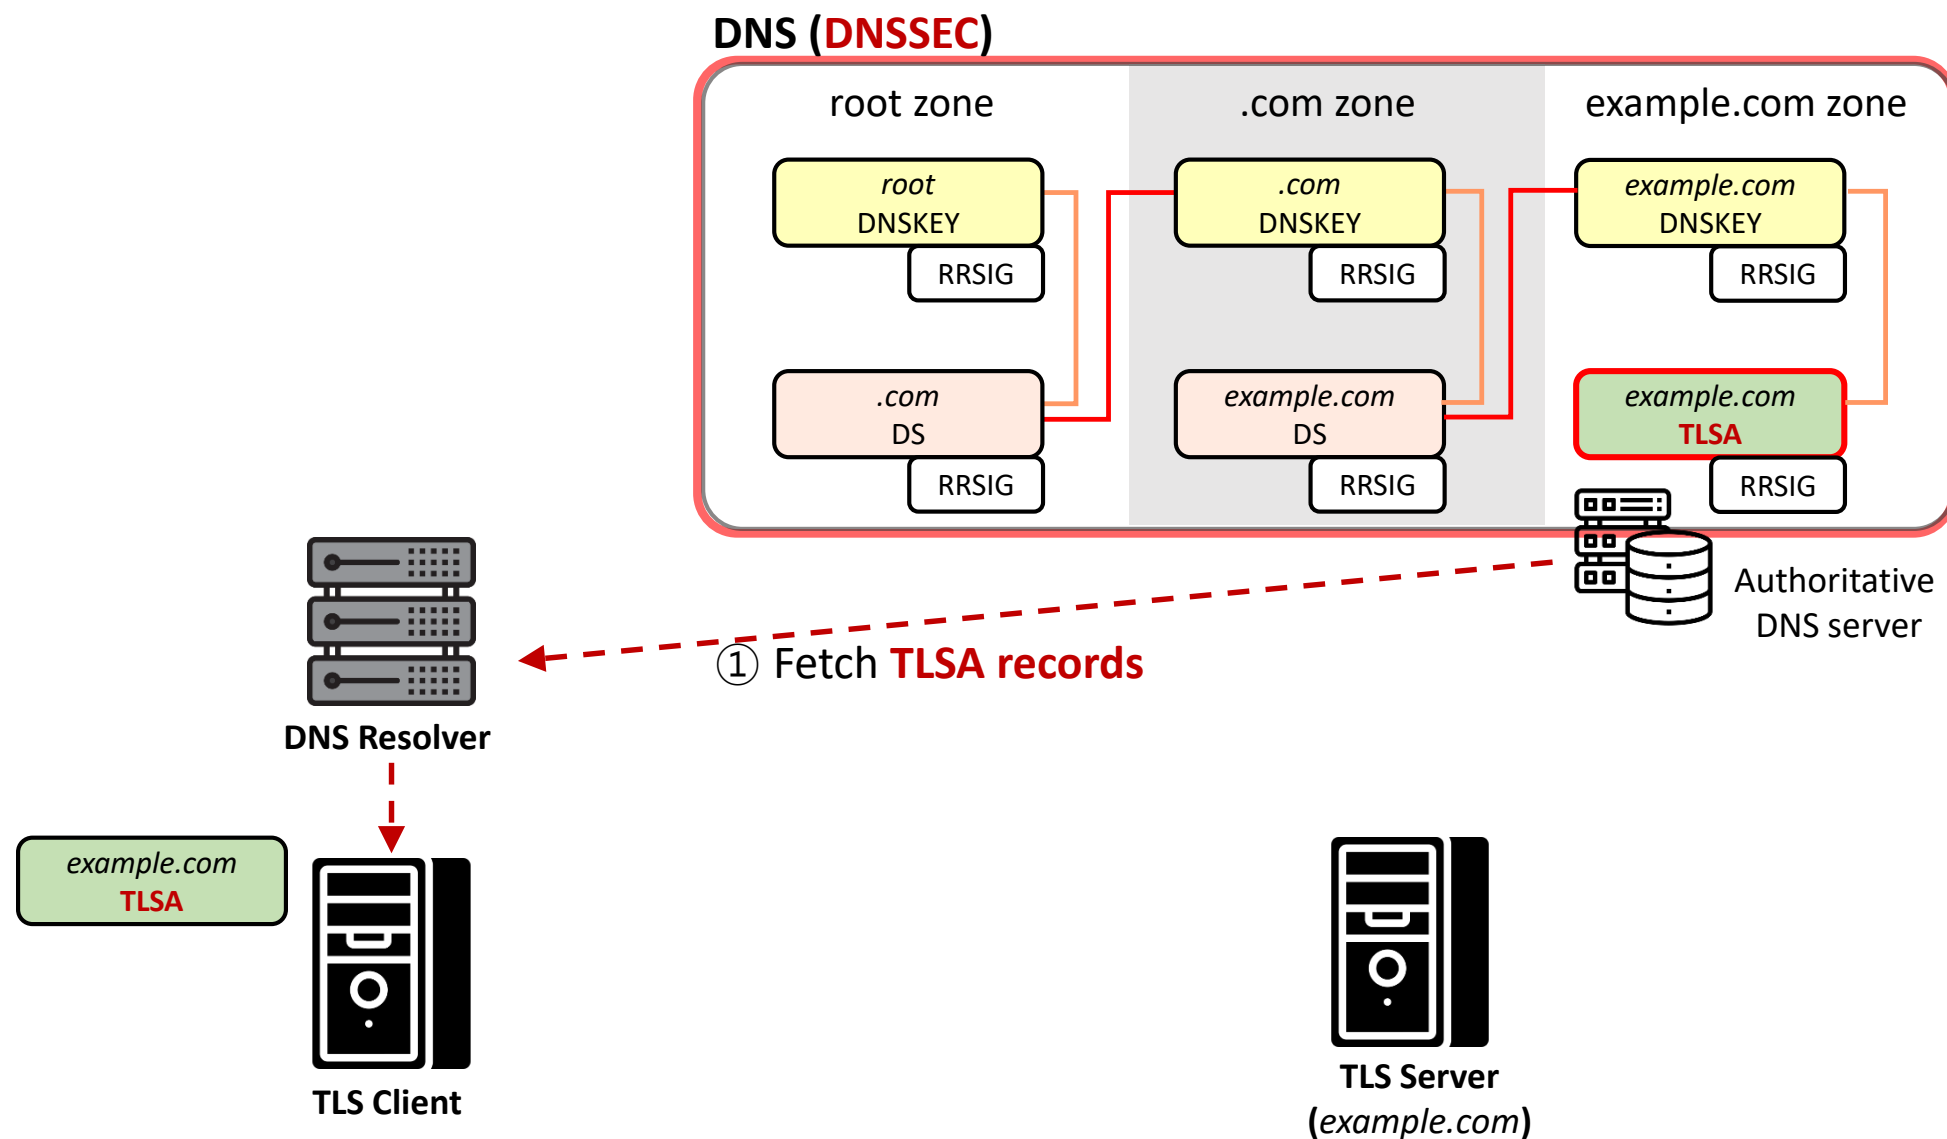 DNS (DNSSEC)
root zone
.com zone
example.com zone
root
DNSKEY
RRSIG
.com
DNSKEY
RRSIG
example.com
DNSKEY
RRSIG
.com
DS
RRSIG
example.com
DS
RRSIG
example.com
TLSA
RRSIG
Authoritative
DNS server
① Fetch TLSA records
DNS Resolver
example.com
TLSA
TLS Client
TLS Server
(example.com)